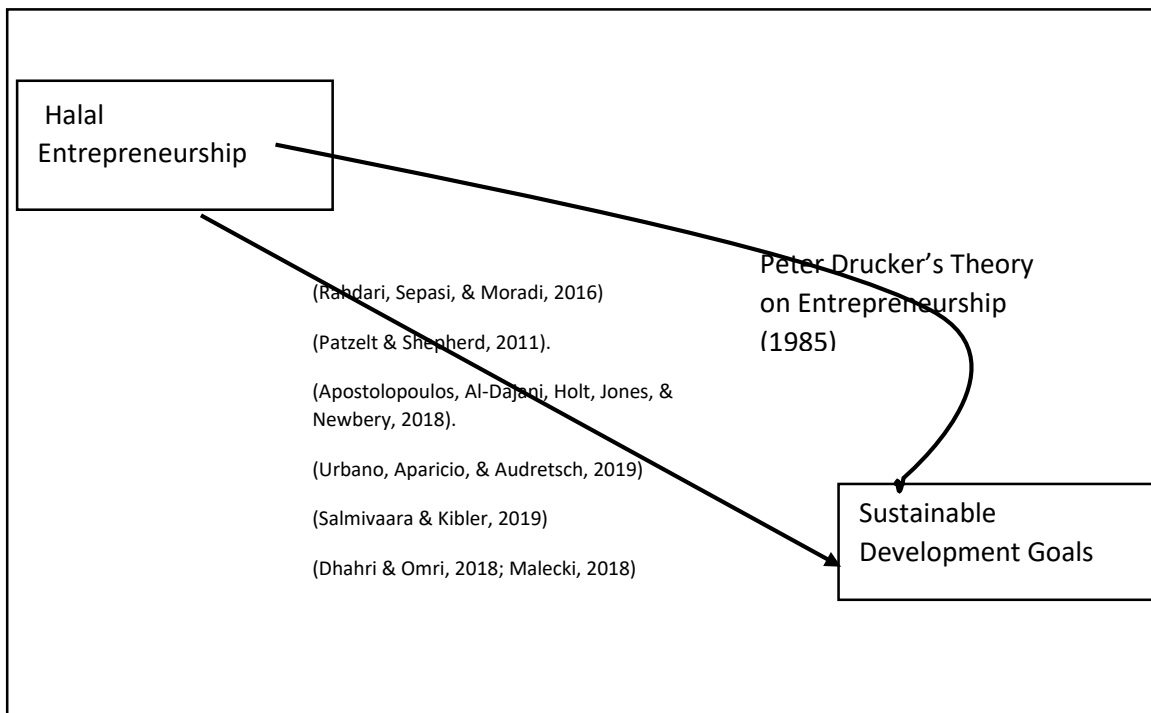 Halal
Entrepreneurship
Peter Drucker's Theory
on Entrepreneurship
(1985)
(Rahdari, Sepasi, & Moradi, 2016)
(Patzelt & Shepherd, 2011).
(Apostolopoulos, Al-Dajani, Holt, Jones, &
Newbery, 2018).
(Urbano, Aparicio, & Audretsch, 2019)
(Salmivaara & Kibler, 2019)
(Dhahri & Omri, 2018; Malecki, 2018)
Sustainable
Development Goals